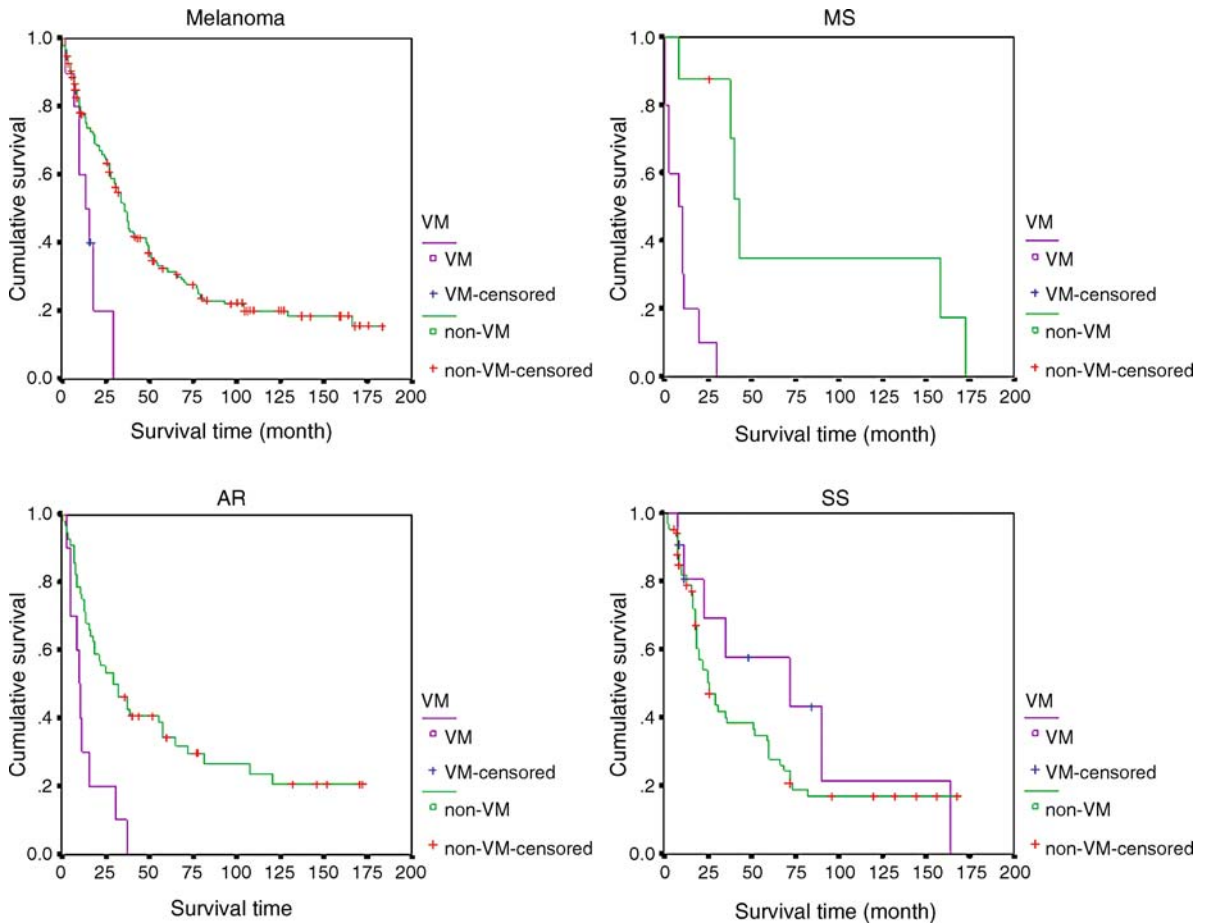 Melanoma
Cumulative survival
1.0
.8
.6
.4
.2
0.0
0 25 50 75 100 125 150 175 200
Survival time (month)
VM
VM
VM-censored
non-VM
non-VM-censored
MS
Cumulative survival
1.0
.8
.6
.4
.2
0.0
0 25 50 75 100 125 150 175 200
Survival time (month)
VM
VM
VM-censored
non-VM
non-VM-censored
AR
Cumulative survival
1.0
.8
.6
.4
.2
0.0
0 25 50 75 100 125 150 175 200
Survival time
VM
VM
VM-censored
non-VM
non-VM-censored
SS
Cumulative survival
1.0
.8
.6
.4
.2
0.0
0 25 50 75 100 125 150 175 200
Survival time (month)
VM
VM
VM-censored
non-VM
non-VM-censored